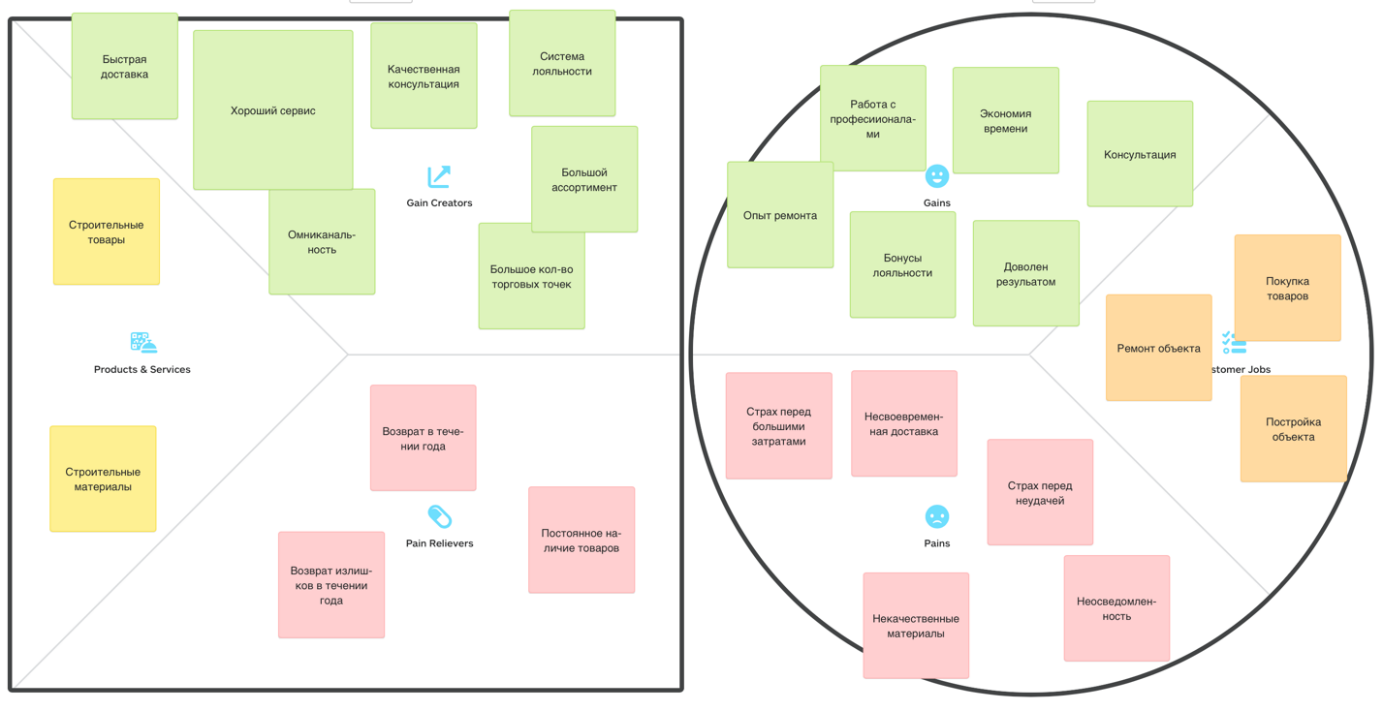 Быстрая
доставка
Хороший сервис
Качественная
консультация
Система
лояльности
Большой
ассортимент
Gain Creators
Строительные
товары
Омниканаль-
ность
Большое кол-во
торговых точек
Products & Services
Строительные
материалы
Возврат в тече-
нии года
Pain Relievers
Постоянное на-
личие товаров
Возврат излиш-
ков в течении
года
Работа с
професиионала-
ми
Экономия
времени
Консультация
Gains
Опыт ремонта
Бонусы
лояльности
Доволен
резульатом
Покупка
товаров
Ремонт объекта
stomer Jobs
Постройка
объекта
Страх перед
большими
затратами
Несвоевремен-
ная доставка
Страх перед
неудачей
Pains
Некачественные
материалы
Неосведомлен-
ность